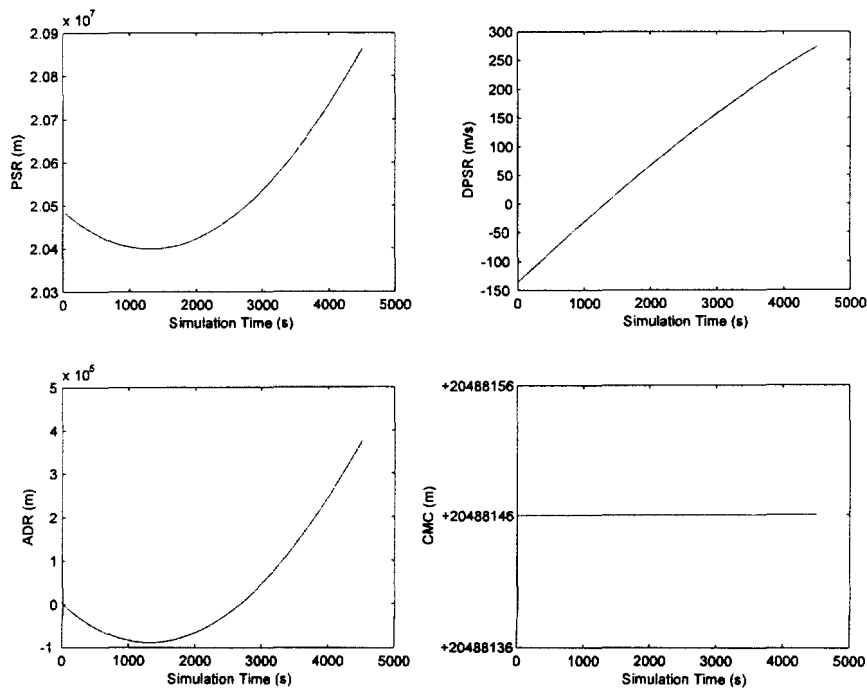 x 10^7
2.09
2.08
2.07
2.06
2.05
2.04
2.03
PSR (m)
0 1000 2000 3000 4000 5000
Simulation Time (s)
300
250
200
150
100
50
0
-50
-100
-150
DPSR (m/s)
0 1000 2000 3000 4000 5000
Simulation Time (s)
x 10^5
5
4
3
2
1
0
-1
ADR (m)
0 1000 2000 3000 4000 5000
Simulation Time (s)
+20488156
+20488146
+20488136
CMC (m)
0 1000 2000 3000 4000 5000
Simulation Time (s)